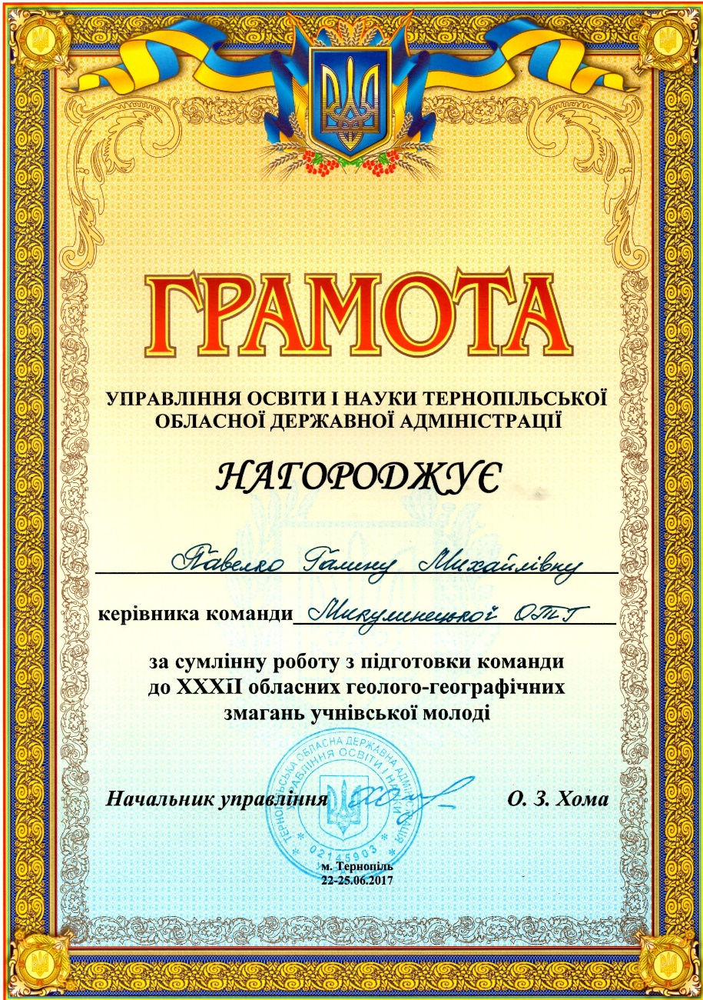 ГРАМОТА
УПРАВЛІННЯ ОСВІТИ І НАУКИ ТЕРНОПІЛЬСЬКОЇ
ОБЛАСНОЇ ДЕРЖАВНОЇ АДМІНІСТРАЦІЇ
НАГОРОДЖУЄ
Павелко Галину Михайлівну
керівника команди Микулинецької ОТГ
за сумлінну роботу з підготовки команди
до XXXII обласних геолого-географічних
змагань учнівської молоді
ТЕРНОПІЛЬСЬКА ОБЛАСНА ДЕРЖАВНА АДМІНІСТРАЦІЯ
УПРАВЛІННЯ ОСВІТИ І НАУКИ
Начальник управління О. З. Хома
02145903
м. Тернопіль
22-25.06.2017